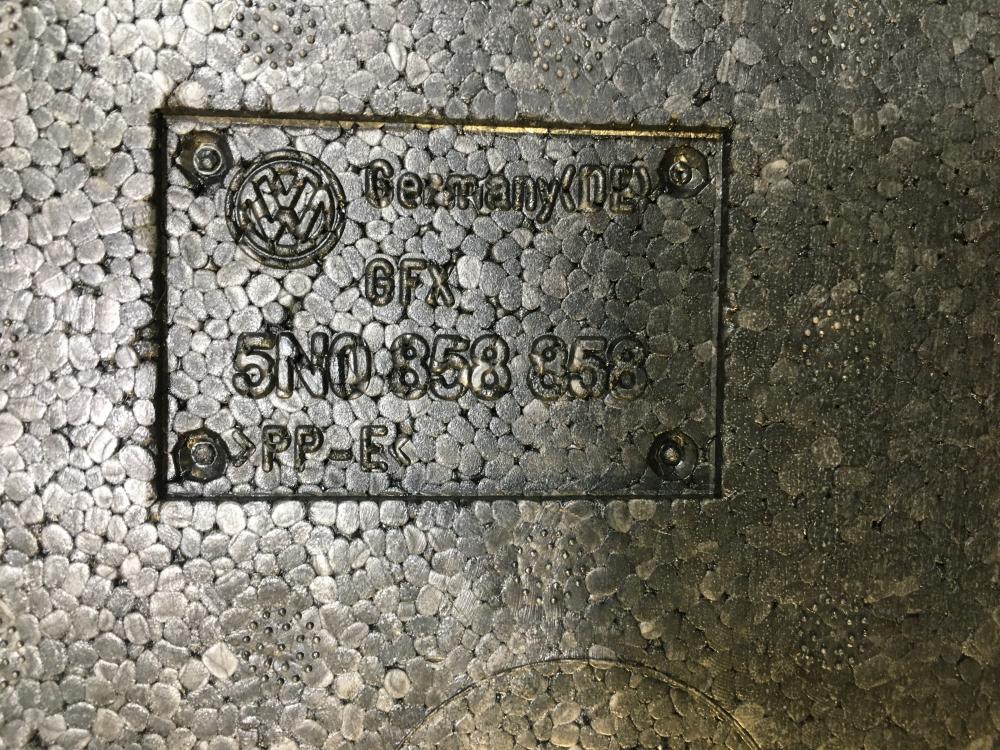 Germany(DE)
GFX
5N0 858 858
>PP-E<